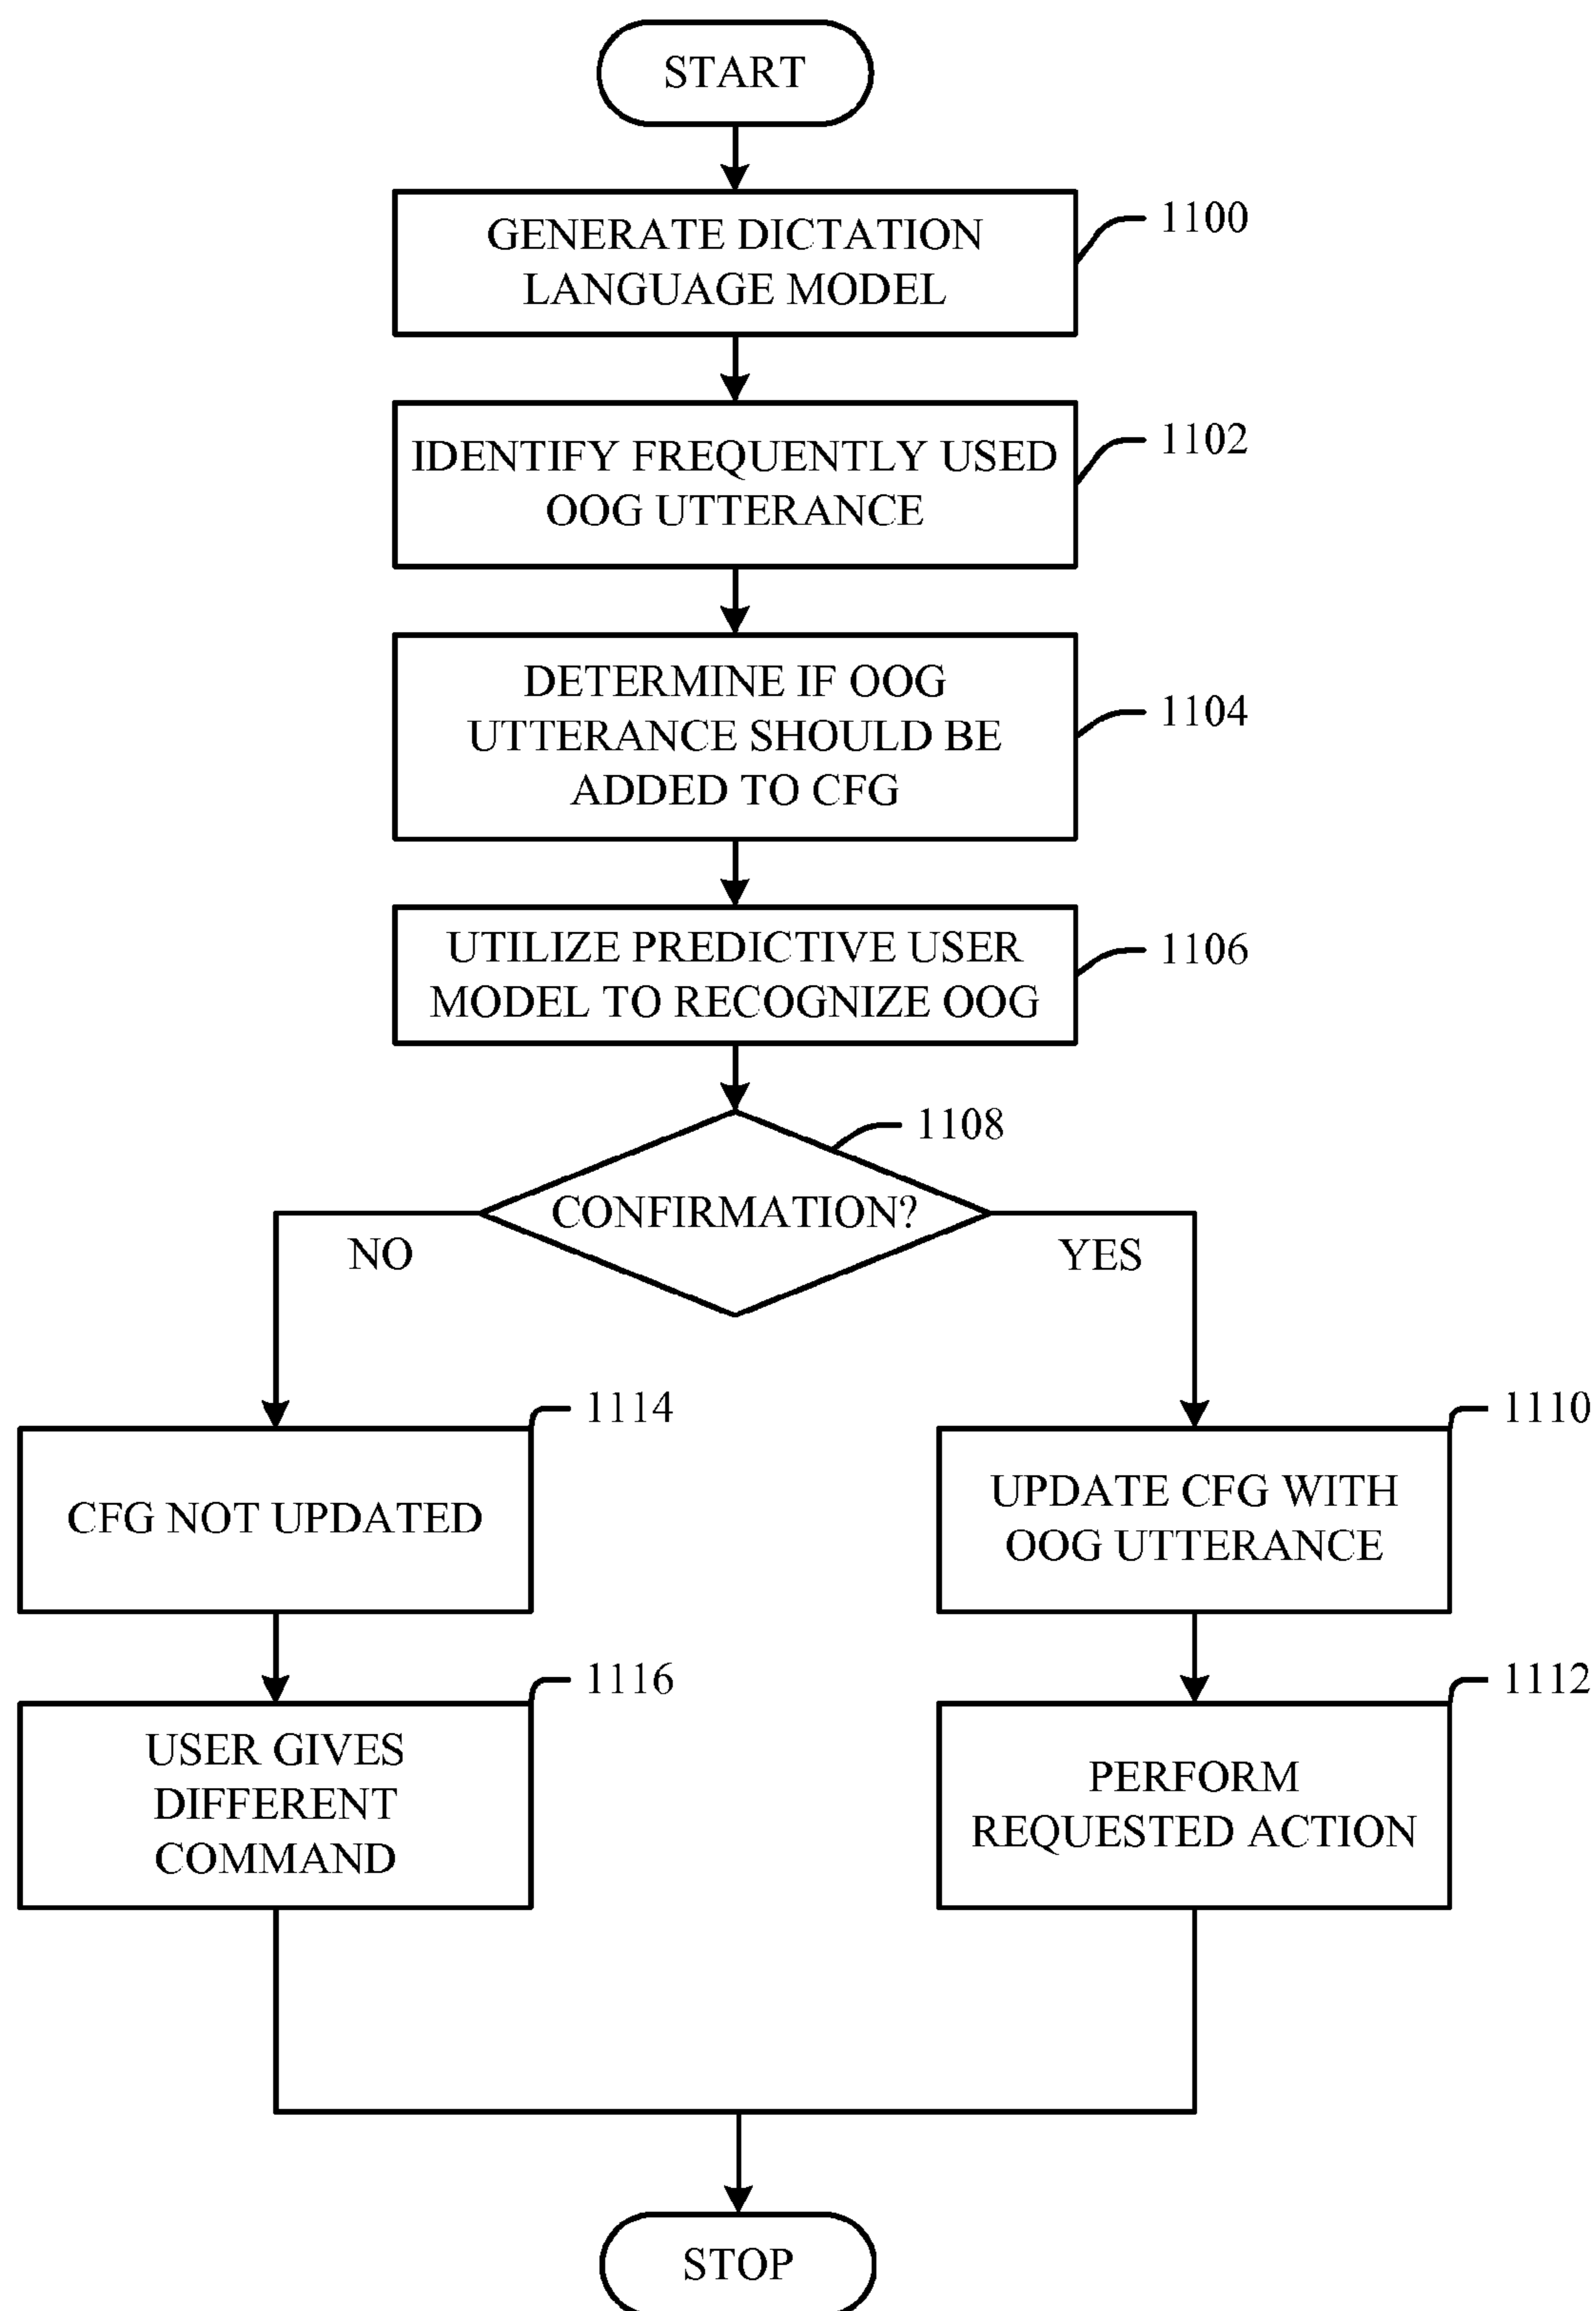 START
GENERATE DICTATION
LANGUAGE MODEL
1100
IDENTIFY FREQUENTLY USED
OOG UTTERANCE
1102
DETERMINE IF OOG
UTTERANCE SHOULD BE
ADDED TO CFG
1104
UTILIZE PREDICTIVE USER
MODEL TO RECOGNIZE OOG
1106
CONFIRMATION?
1108
NO
YES
CFG NOT UPDATED
1114
UPDATE CFG WITH
OOG UTTERANCE
1110
USER GIVES
DIFFERENT
COMMAND
1116
PERFORM
REQUESTED ACTION
1112
STOP